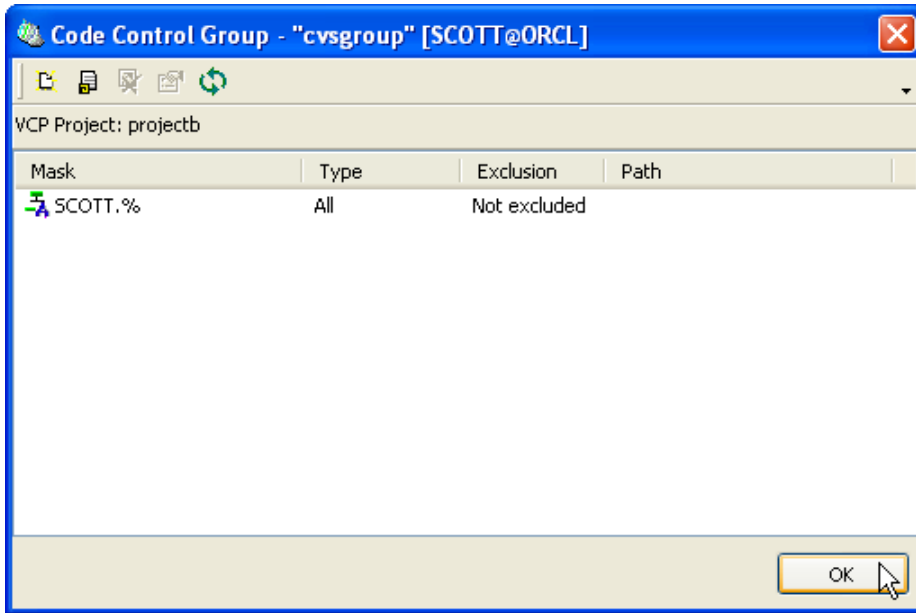 Code Control Group - "cvsgroup" [SCOTT@ORCL]
VCP Project: projectb
Mask Type Exclusion Path
SCOTT.% All Not excluded
OK